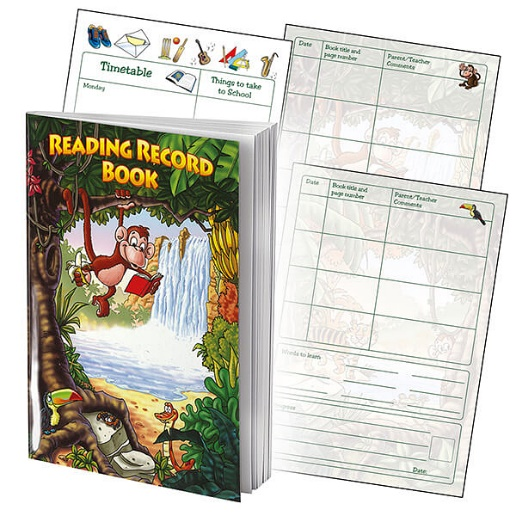 Timetable
Things to take
to School
Monday
READING RECORD
BOOK
Date
Book title and
page number
Parent/Teacher
Comments
Date
Book title and
page number
Parent/Teacher
Comments
Words to learn
Date: